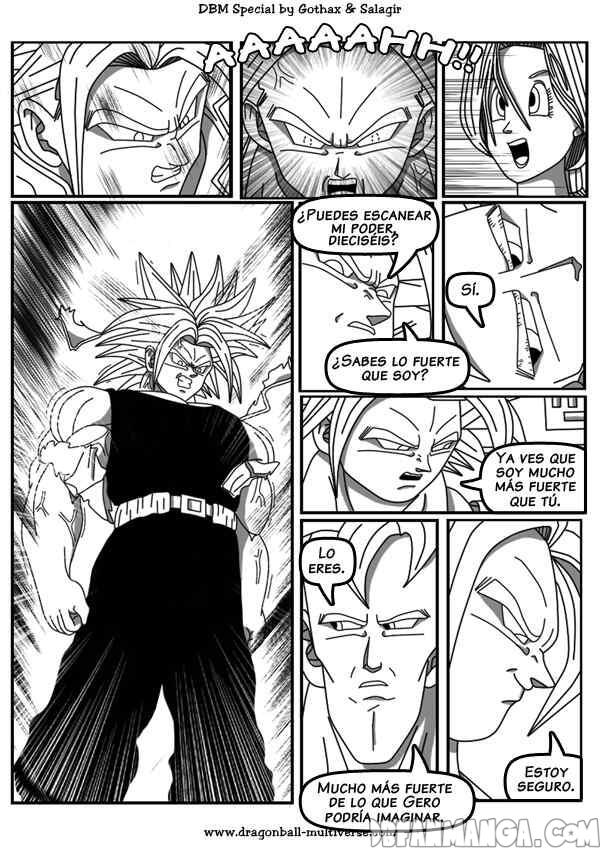 DBM Special by Gothax & Salagir
AAAAAAHH!!
¿Puedes escanear
mi poder,
dieciséis?
Sí.
¿Sabes lo fuerte
que soy?
Ya ves que
soy mucho
más fuerte
que tú.
Lo
eres.
Mucho más fuerte
de lo que Gero
podría imaginar.
Estoy
seguro.
www.dragonball-multiverse.com
DBFANMANGA.COM